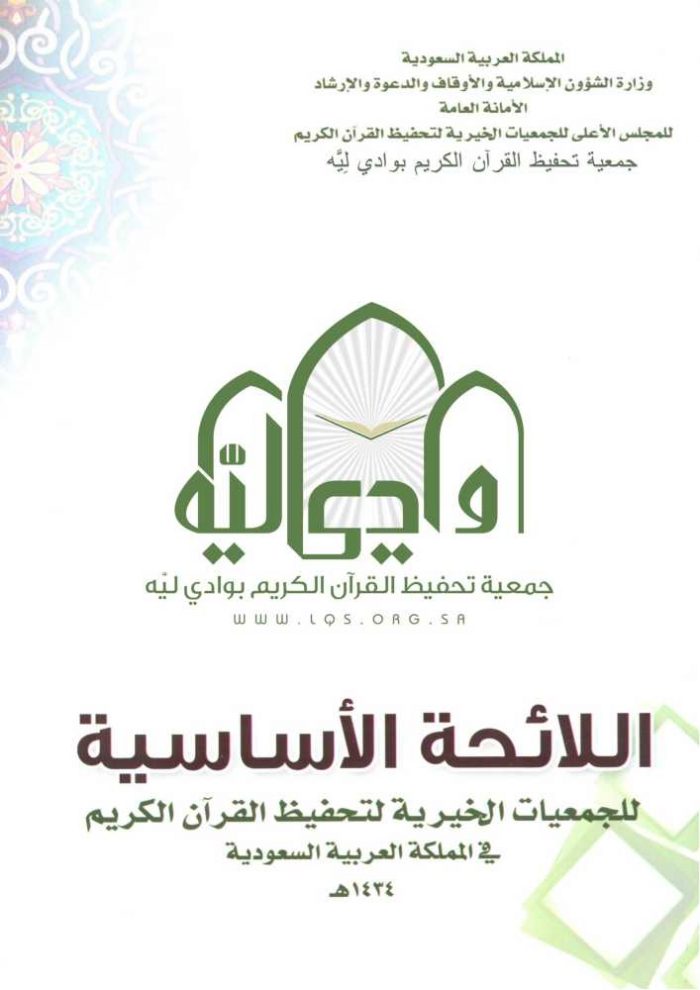 المملكة العربية السعودية
وزارة الشؤون الإسلامية والأوقاف والدعوة والإرشاد
الأمانة العامة
للمجلس الأعلى للجمعيات الخيرية لتحفيظ القرآن الكريم
جمعية تحفيظ القرآن الكريم بوادي لِيَّه
وادي ليّه
جمعية تحفيظ القرآن الكريم بوادي ليّه
WWW.LQS.ORG.SA
اللائحة الأساسية
للجمعيات الخيرية لتحفيظ القرآن الكريم
في المملكة العربية السعودية
١٤٣٤هـ